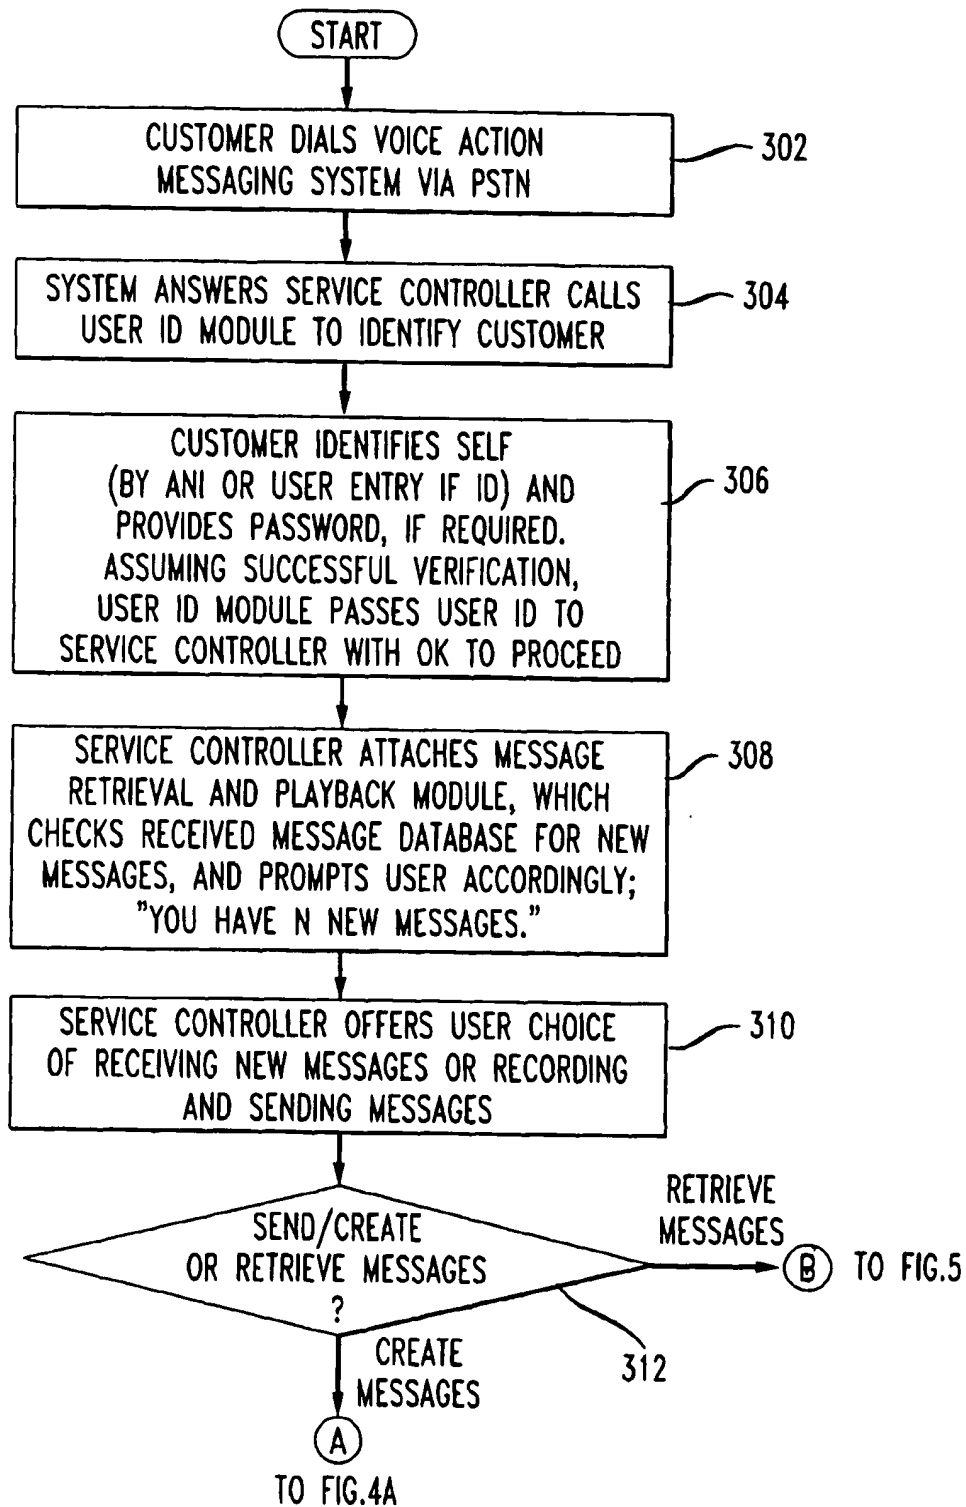 START
CUSTOMER DIALS VOICE ACTION
MESSAGING SYSTEM VIA PSTN
302
SYSTEM ANSWERS SERVICE CONTROLLER CALLS
USER ID MODULE TO IDENTIFY CUSTOMER
304
CUSTOMER IDENTIFIES SELF
(BY ANI OR USER ENTRY IF ID) AND
PROVIDES PASSWORD, IF REQUIRED.
ASSUMING SUCCESSFUL VERIFICATION,
USER ID MODULE PASSES USER ID TO
SERVICE CONTROLLER WITH OK TO PROCEED
306
SERVICE CONTROLLER ATTACHES MESSAGE
RETRIEVAL AND PLAYBACK MODULE, WHICH
CHECKS RECEIVED MESSAGE DATABASE FOR NEW
MESSAGES, AND PROMPTS USER ACCORDINGLY;
"YOU HAVE N NEW MESSAGES."
308
SERVICE CONTROLLER OFFERS USER CHOICE
OF RECEIVING NEW MESSAGES OR RECORDING
AND SENDING MESSAGES
310
SEND/CREATE
OR RETRIEVE MESSAGES
?
RETRIEVE
MESSAGES
B
TO FIG.5
312
CREATE
MESSAGES
A
TO FIG.4A